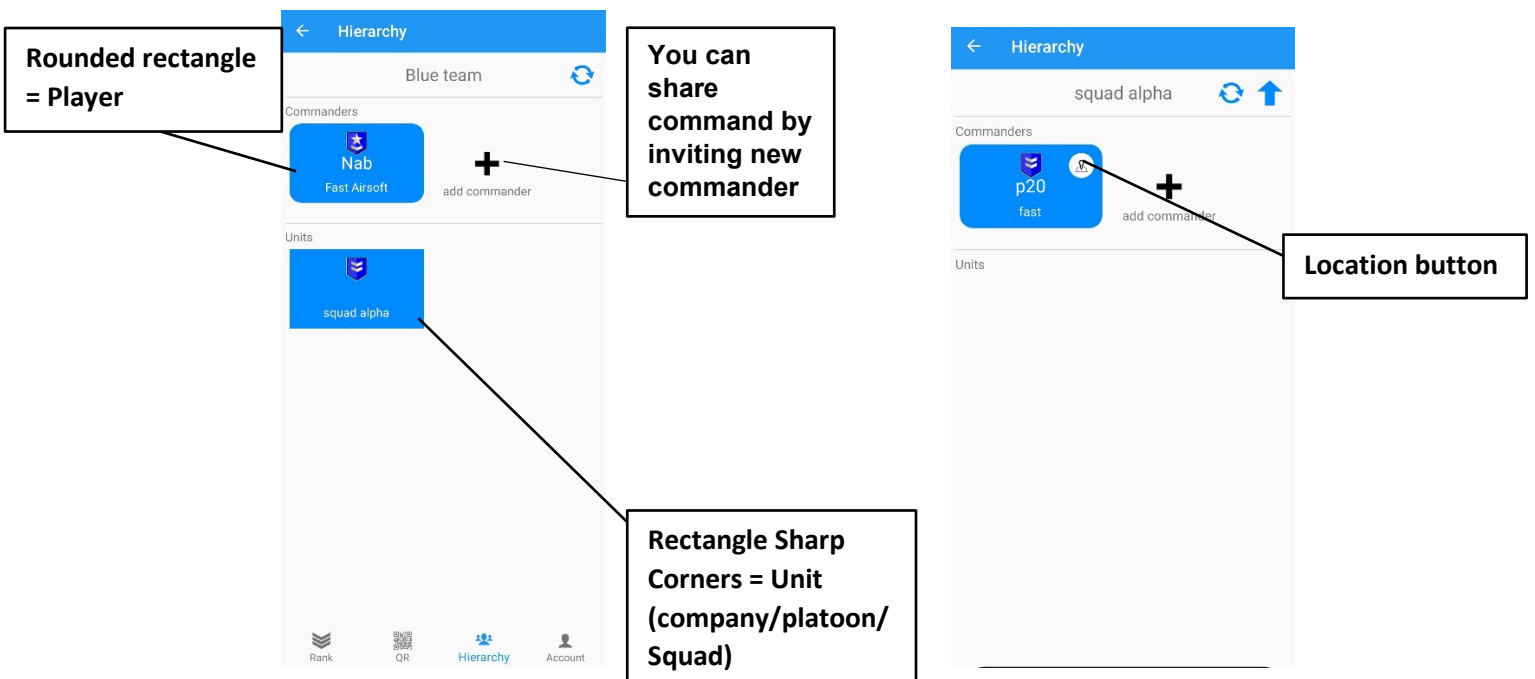 Rounded rectangle
= Player
Hierarchy
Blue team
Commanders
Nab
Fast Airsoft
add commander
Units
squad alpha
Rank
QR
Hierarchy
Account
You can
share
command by
inviting new
commander
Rectangle Sharp
Corners = Unit
(company/platoon/
Squad)
Hierarchy
squad alpha
Commanders
p20
fast
add commander
Units
Location button